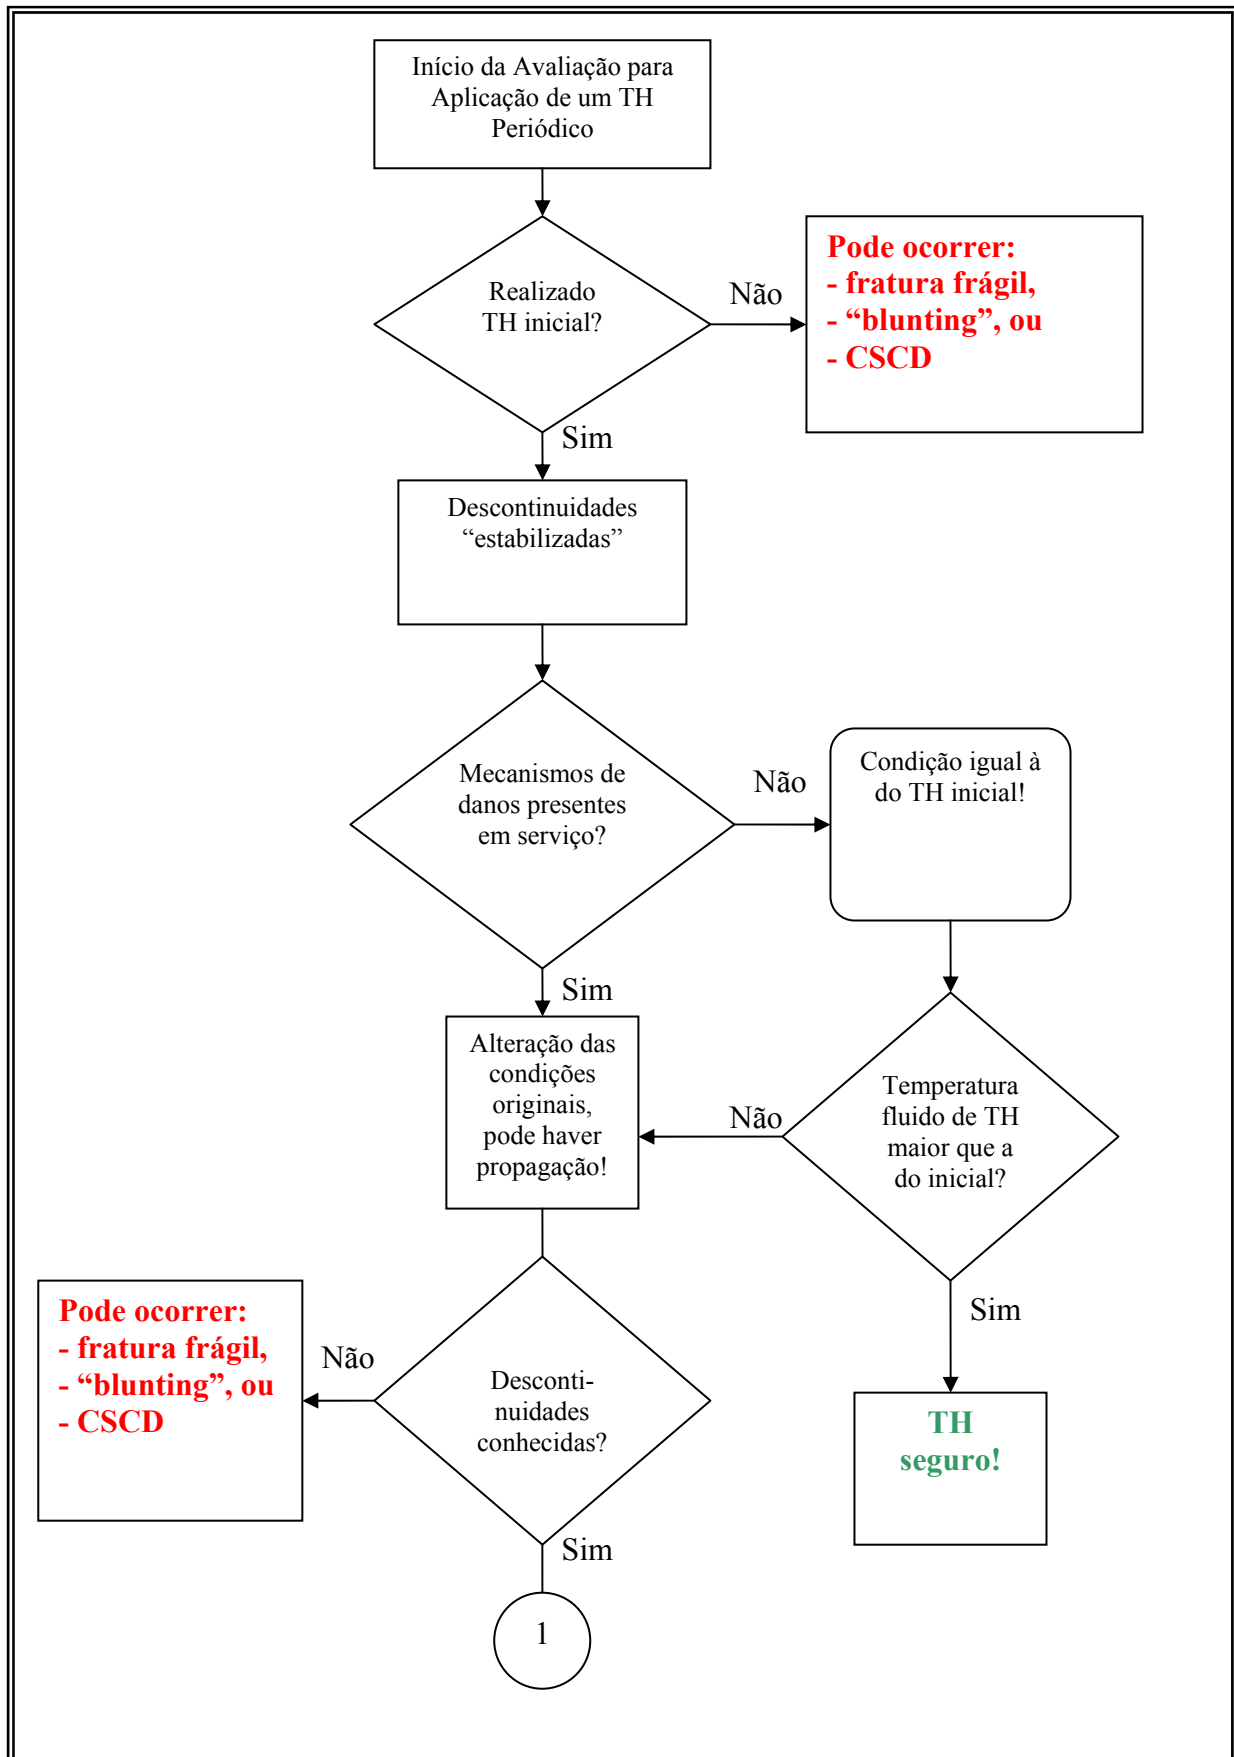 Início da Avaliação para
Aplicação de um TH
Periódico
Realizado
TH inicial?
Não
Pode ocorrer:
- fratura frágil,
- “blunting”, ou
- CSCD
Sim
Descontinuidades
“estabilizadas”
Mecanismos de
danos presentes
em serviço?
Não
Condição igual à
do TH inicial!
Sim
Alteração das
condições
originais,
pode haver
propagação!
Não
Temperatura
fluido de TH
maior que a
do inicial?
Sim
TH
seguro!
Pode ocorrer:
- fratura frágil,
- “blunting”, ou
- CSCD
Não
Desconti-
nuidades
conhecidas?
Sim
1